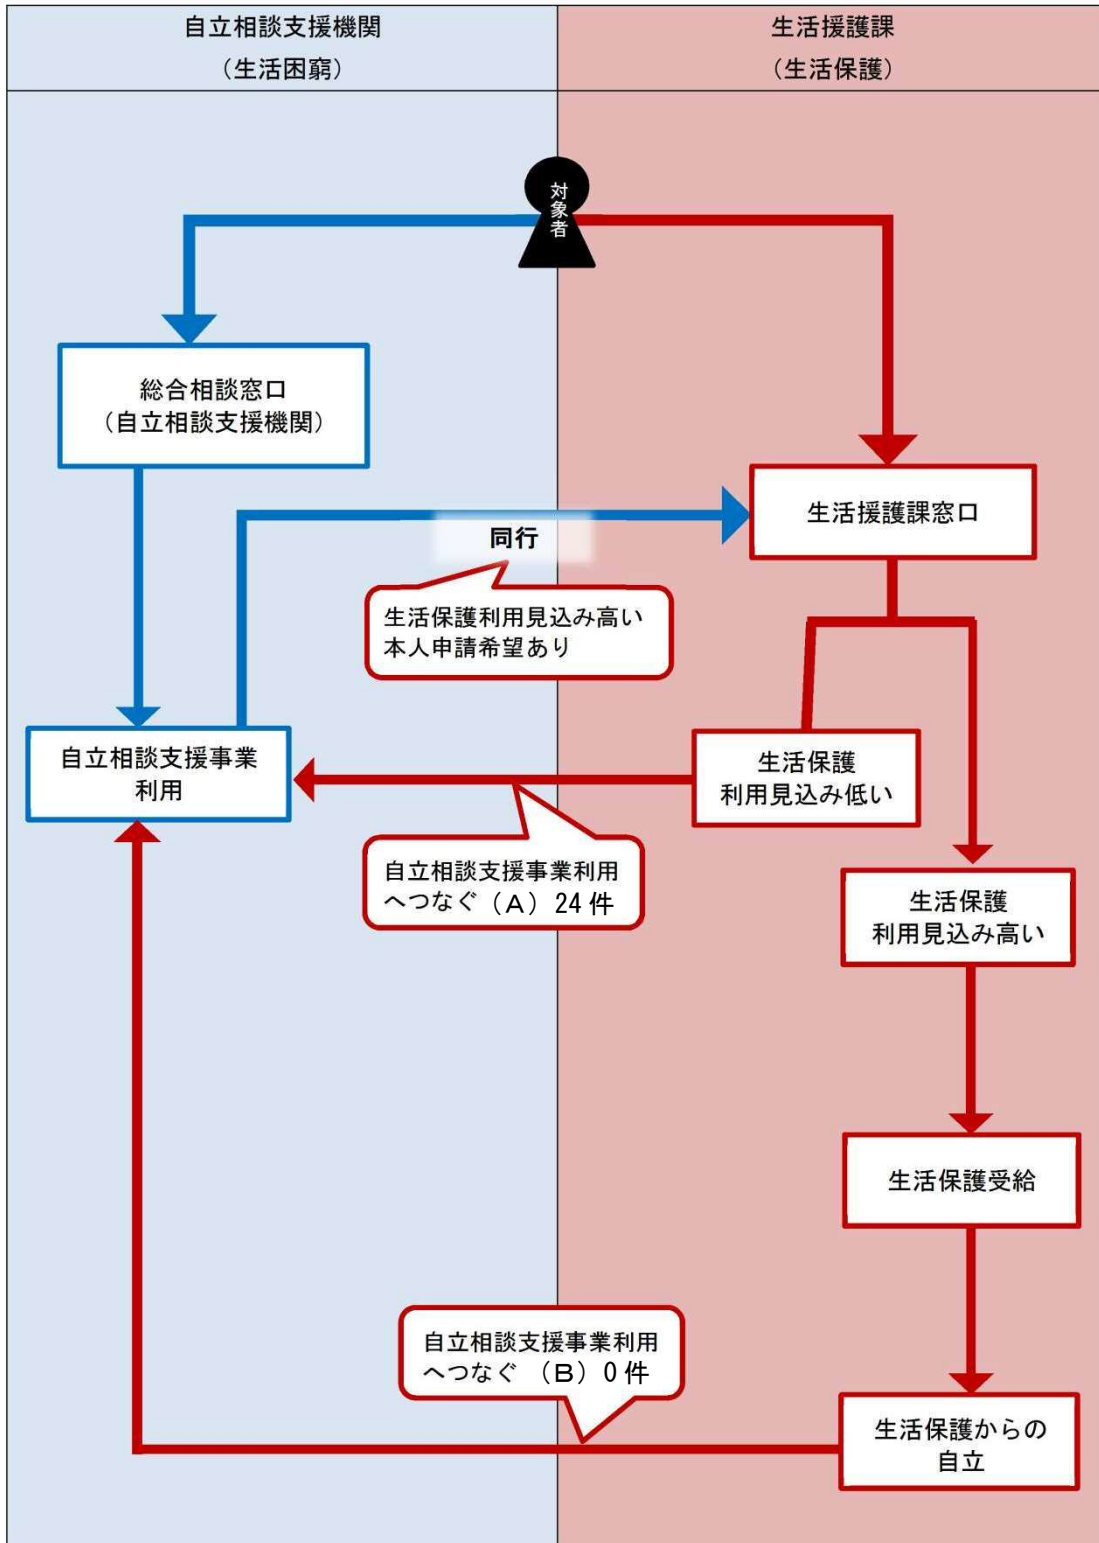 自立相談支援機関
（生活困窮）
生活援護課
（生活保護）
対象者
総合相談窓口
（自立相談支援機関）
生活援護課窓口
同行
生活保護利用見込み高い
本人申請希望あり
自立相談支援事業
利用
生活保護
利用見込み低い
自立相談支援事業利用
へつなぐ（A）24件
生活保護
利用見込み高い
生活保護受給
自立相談支援事業利用
へつなぐ（B）0件
生活保護からの
自立